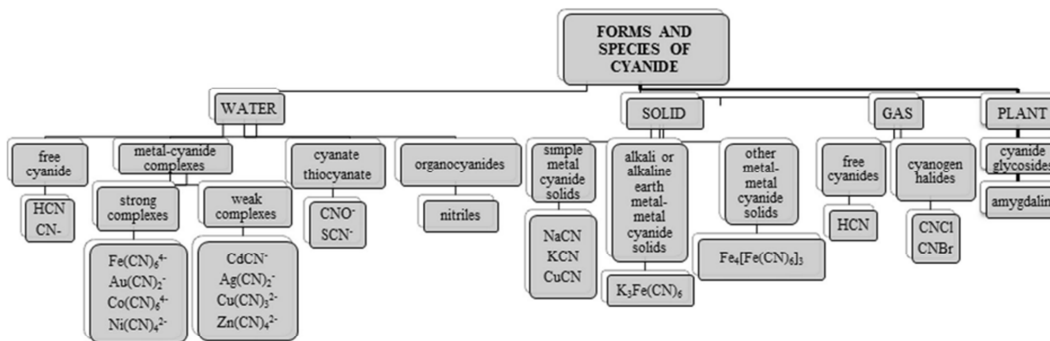 FORMS AND
SPECIES OF
CYANIDE
WATER
SOLID
GAS
PLANT
free
cyanide
metal-cyanide
complexes
cyanate
thiocyanate
organocyanides
simple
metal
cyanide
solids
alkali or
alkaline
earth
metal-
metal
cyanide
solids
other
metal-
metal
cyanide
solids
free
cyanides
cyanogen
halides
cyanide
glycosides
HCN
CN-
strong
complexes
weak
complexes
CNO⁻
SCN⁻
nitriles
NaCN
KCN
CuCN
HCN
CNCl
CNBr
amygdalin
Fe(CN)₆⁴⁻
Au(CN)₂⁻
Co(CN)₆⁴⁻
Ni(CN)₄²⁻
CdCN⁻
Ag(CN)₂⁻
Cu(CN)₃²⁻
Zn(CN)₄²⁻
K₃Fe(CN)₆
Fe₄[Fe(CN)₆]₃